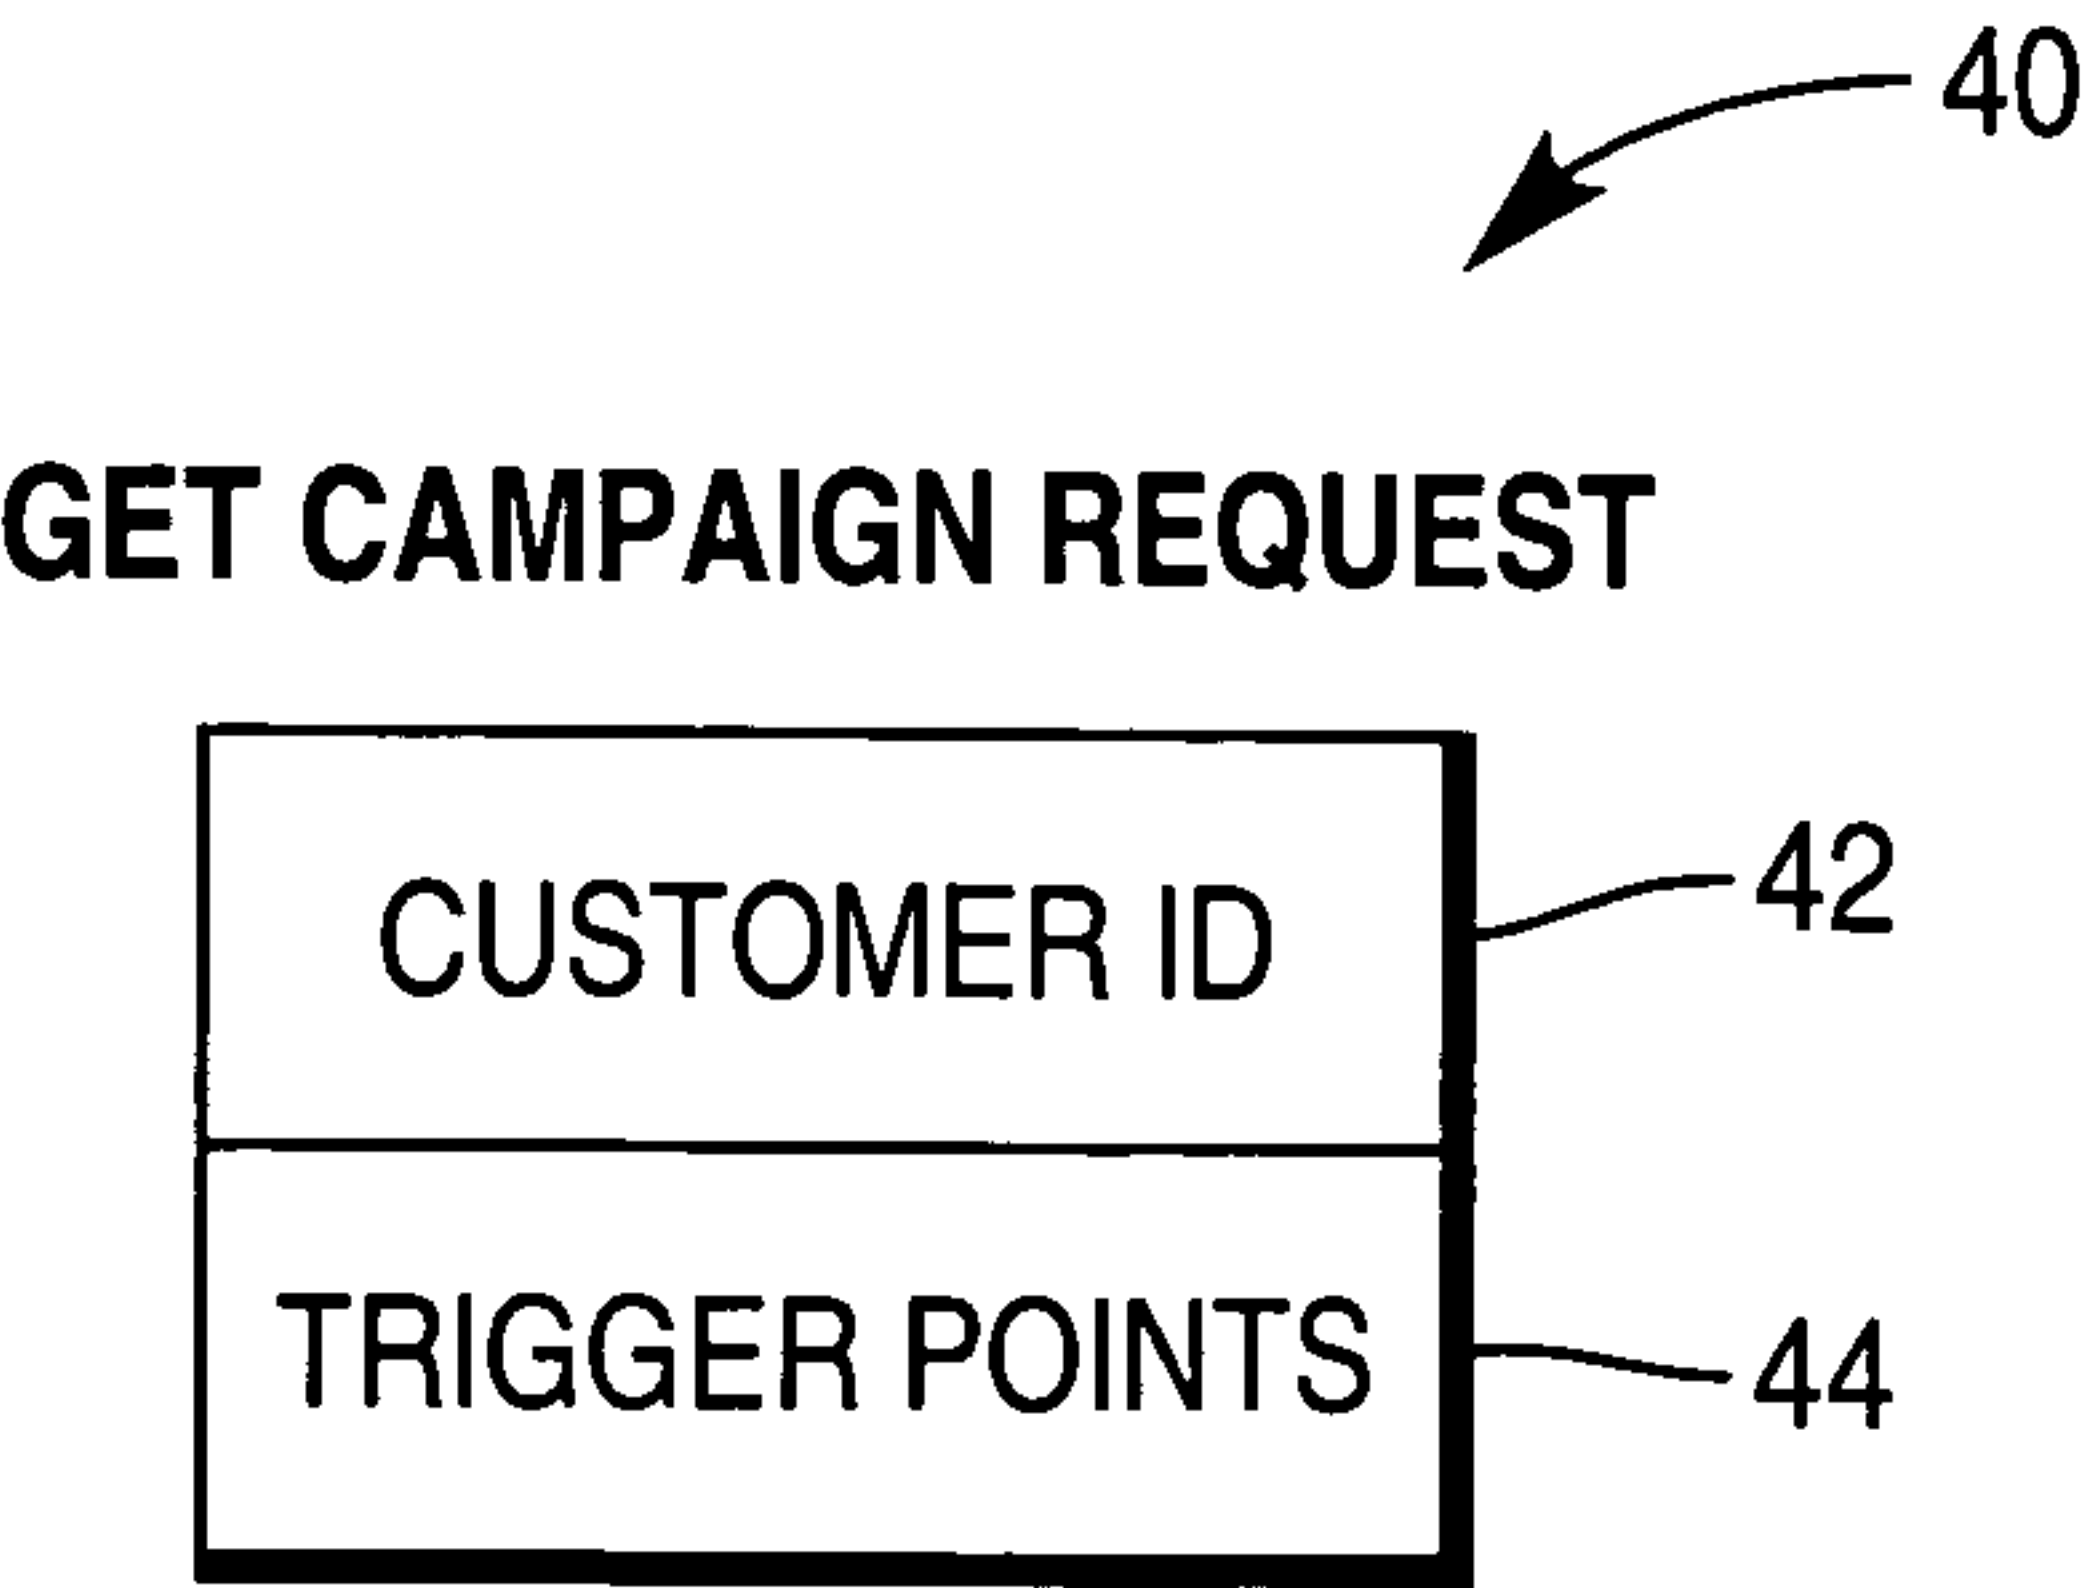 40
GET CAMPAIGN REQUEST
CUSTOMER ID
42
TRIGGER POINTS
44